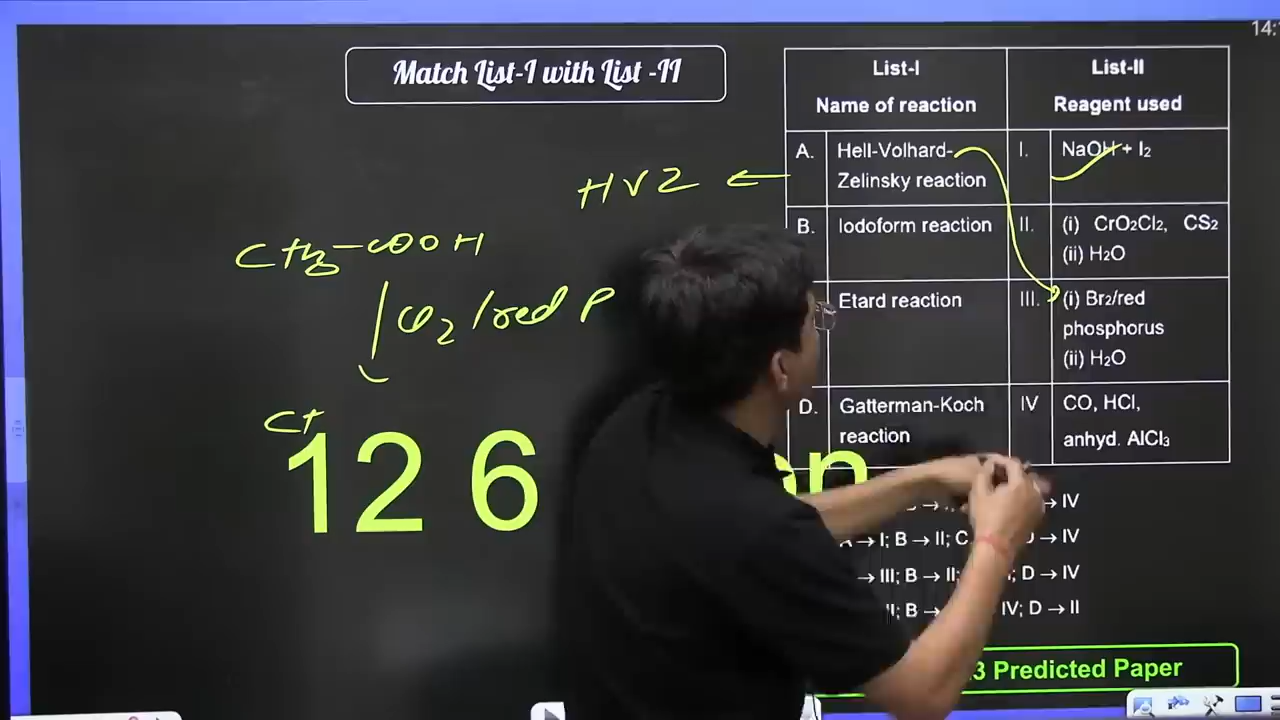 14:
Match List-I with List -II
List-I
List-II
Name of reaction
Reagent used
A.
Hell-Volhard-
Zelinsky reaction
I.
NaOH + I2
B.
Iodoform reaction
II.
(i) CrO2Cl2, CS2
(ii) H2O
Etard reaction
III.
(i) Br2/red
phosphorus
(ii) H2O
D.
Gatterman-Koch
reaction
IV
CO, HCl,
anhyd. AlCl3
HVZ ←
CH3-COOH
/red P
12 6
→ IV
→ I; B → II; C
→ IV
→ III; B → II;
; D → IV
; B →
IV; D → II
3 Predicted Paper